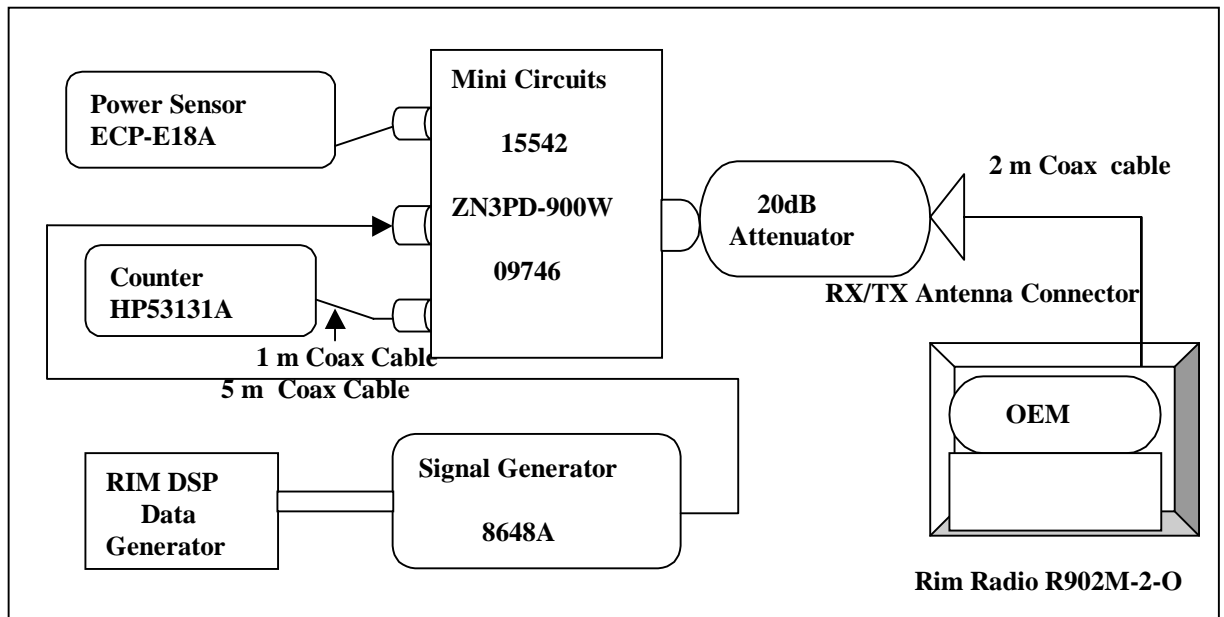 Power Sensor
ECP-E18A
Mini Circuits
15542
ZN3PD-900W
09746
20dB
Attenuator
2 m Coax cable
RX/TX Antenna Connector
Counter
HP53131A
1 m Coax Cable
5 m Coax Cable
RIM DSP
Data
Generator
Signal Generator
8648A
OEM
Rim Radio R902M-2-O